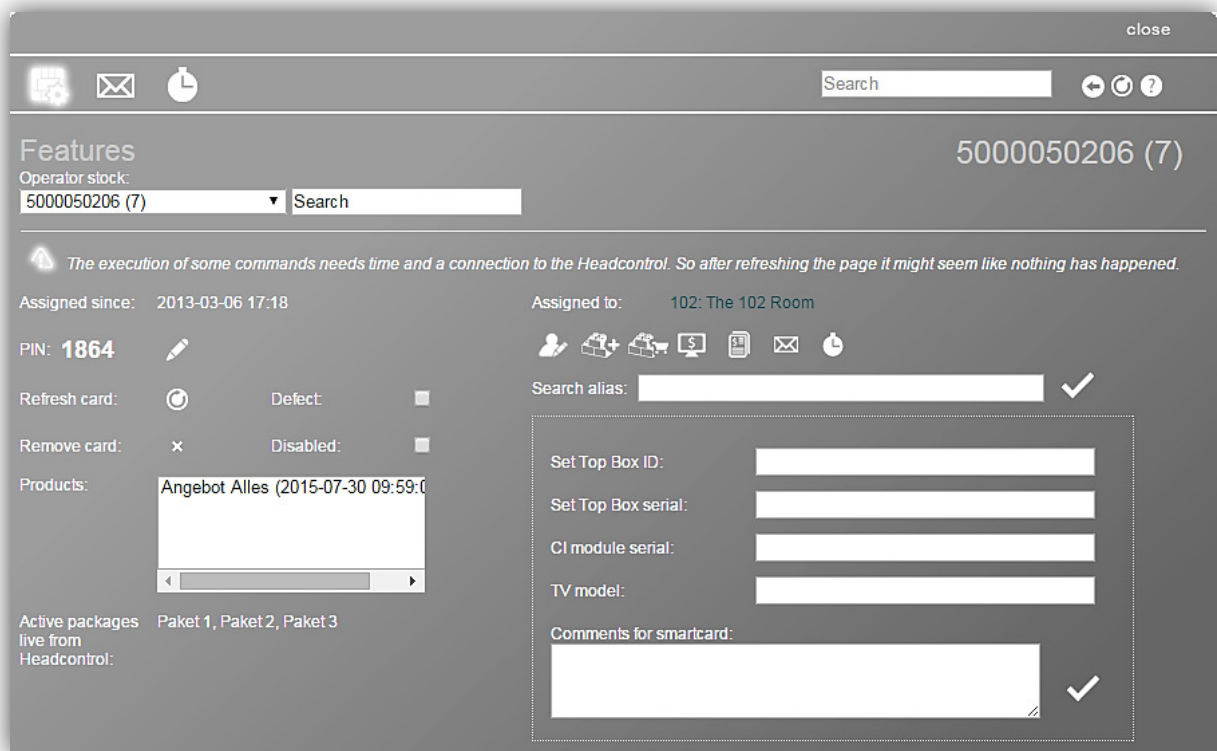 close
Search
Features
5000050206 (7)
Operator stock:
5000050206 (7) Search
The execution of some commands needs time and a connection to the Headcontrol. So after refreshing the page it might seem like nothing has happened.
Assigned since: 2013-03-06 17:18
Assigned to: 102: The 102 Room
PIN: 1864
Refresh card: Defect:
Search alias:
Remove card: Disabled:
Products: Angebot Alles (2015-07-30 09:59:0
Set Top Box ID:
Set Top Box serial:
CI module serial:
TV model:
Active packages Paket 1, Paket 2, Paket 3
live from
Headcontrol:
Comments for smartcard: